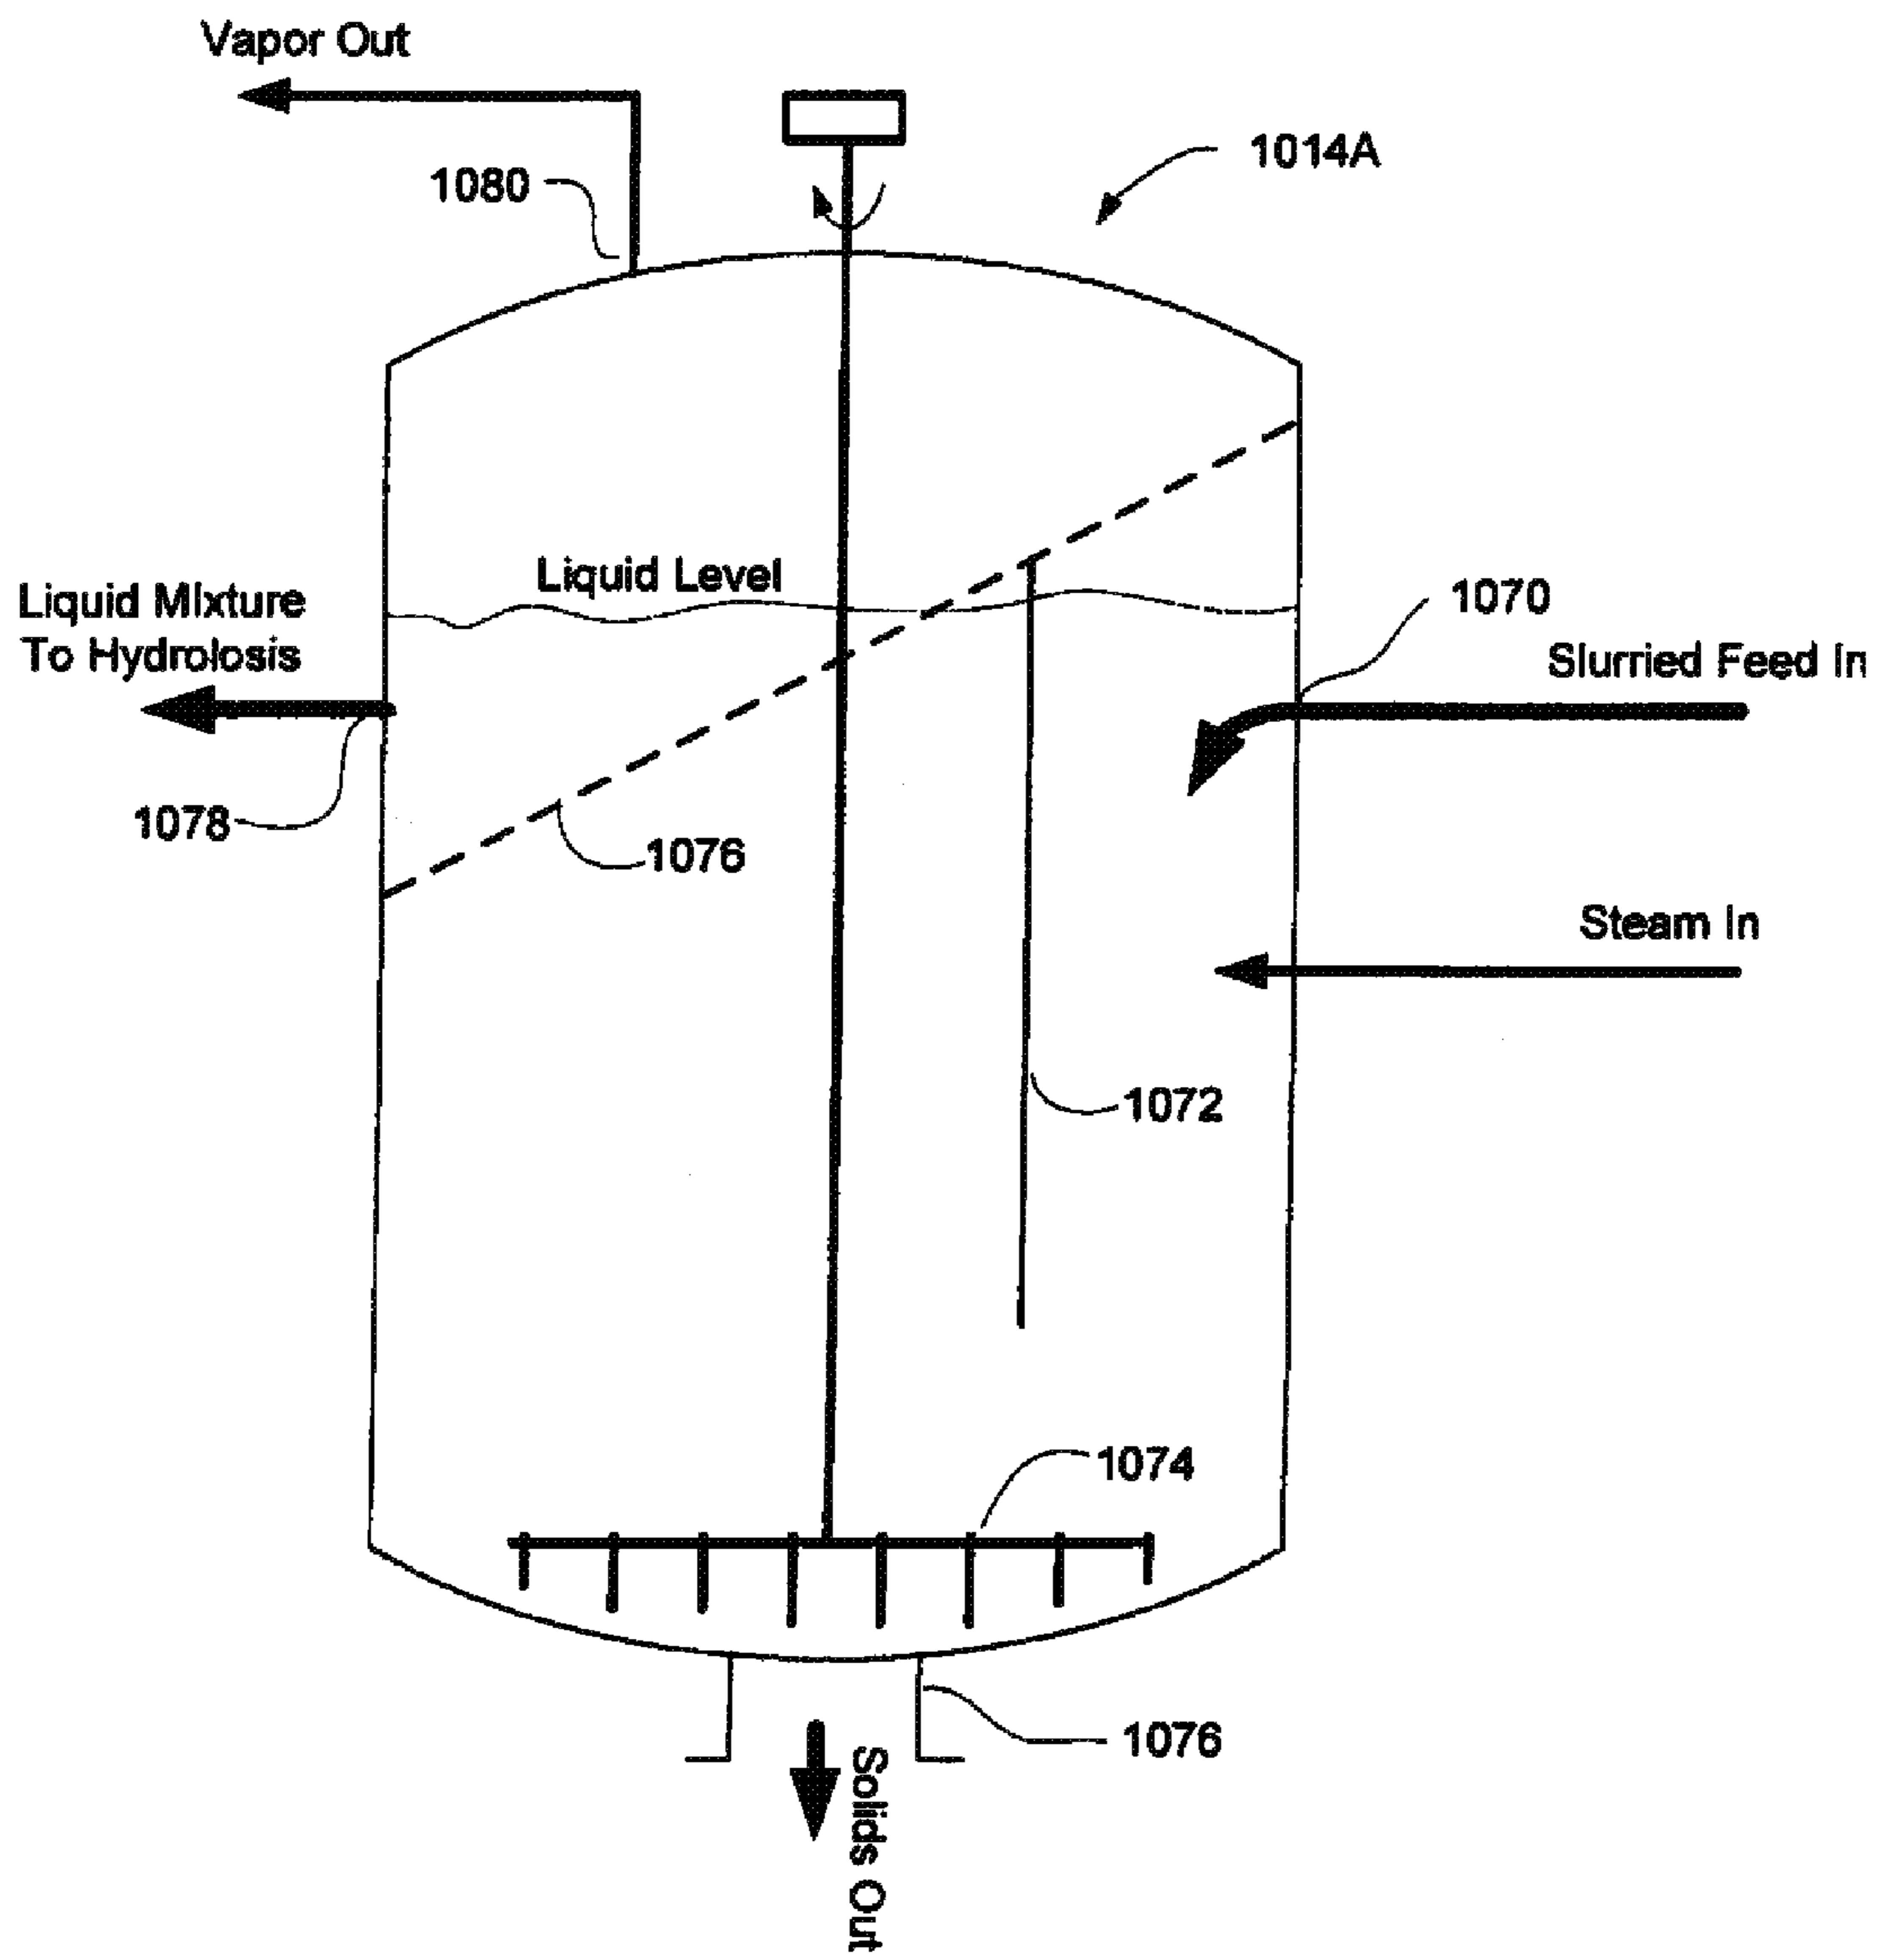 Vapor Out
1080
1014A
Liquid Level
Liquid Mixture
To Hydrolosis
1070
Slurried Feed In
1078
1076
Steam In
1072
1074
1076
Solids Out